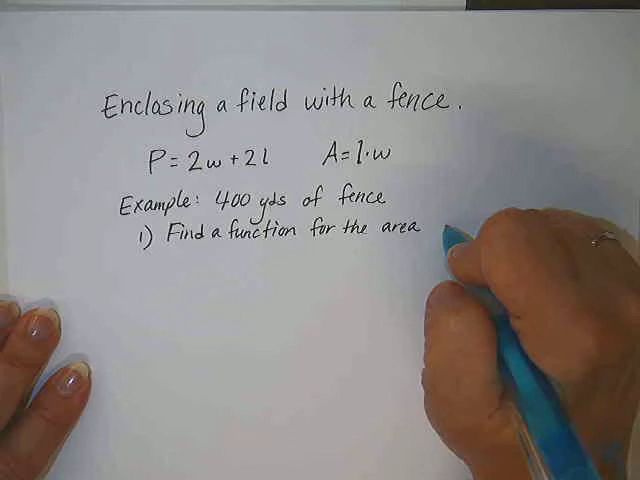 Enclosing a field with a fence.
P = 2w + 2l    A = l·w
Example: 400 yds of fence
1) Find a function for the area